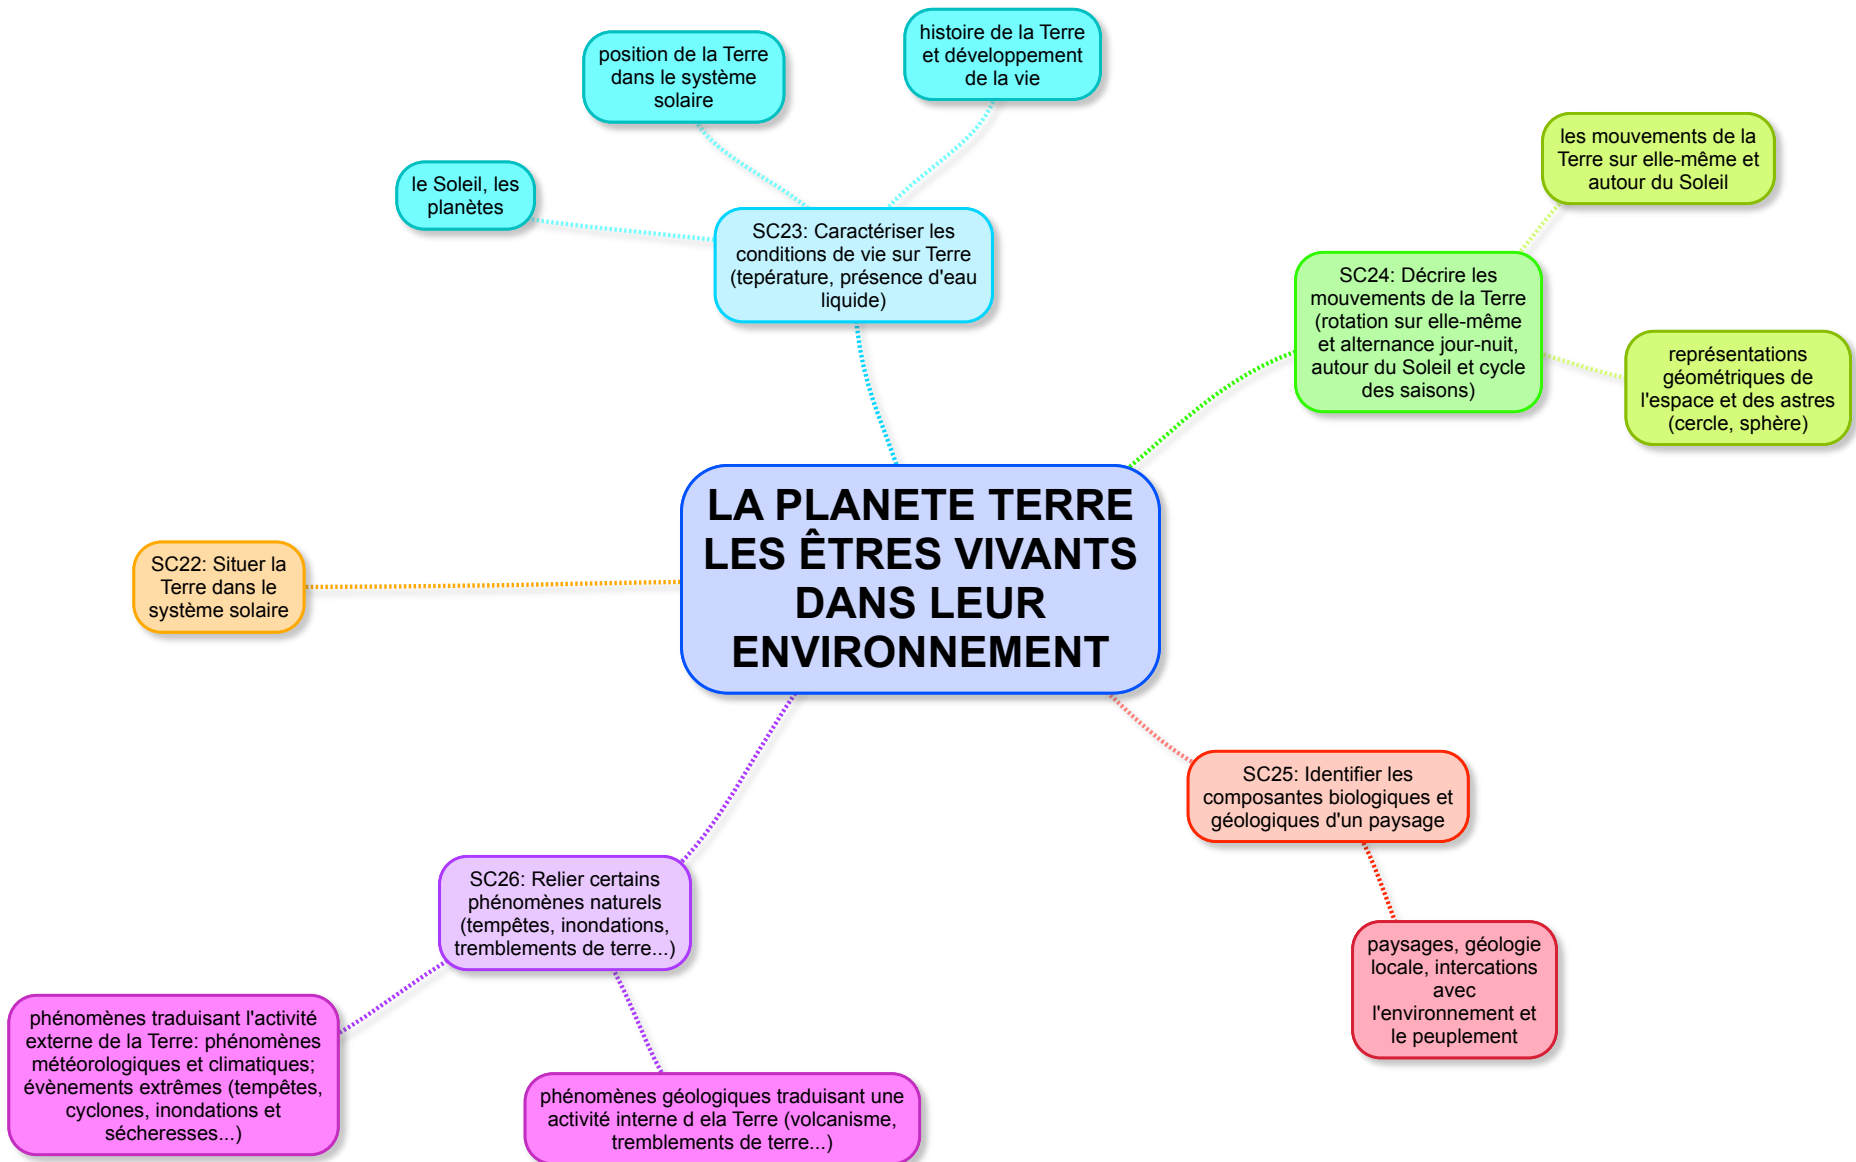 histoire de la Terre
et développement
de la vie
position de la Terre
dans le système
solaire
le Soleil, les
planètes
SC23: Caractériser les
conditions de vie sur Terre
(tepérature, présence d'eau
liquide)
les mouvements de la
Terre sur elle-même et
autour du Soleil
SC24: Décrire les
mouvements de la Terre
(rotation sur elle-même
et alternance jour-nuit,
autour du Soleil et cycle
des saisons)
représentations
géométriques de
l'espace et des astres
(cercle, sphère)
LA PLANETE TERRE
LES ÊTRES VIVANTS
DANS LEUR
ENVIRONNEMENT
SC22: Situer la
Terre dans le
système solaire
SC25: Identifier les
composantes biologiques et
géologiques d'un paysage
paysages, géologie
locale, intercations
avec
l'environnement et
le peuplement
SC26: Relier certains
phénomènes naturels
(tempêtes, inondations,
tremblements de terre...)
phénomènes traduisant l'activité
externe de la Terre: phénomènes
météorologiques et climatiques;
évènements extrêmes (tempêtes,
cyclones, inondations et
sécheresses...)
phénomènes géologiques traduisant une
activité interne d ela Terre (volcanisme,
tremblements de terre...)